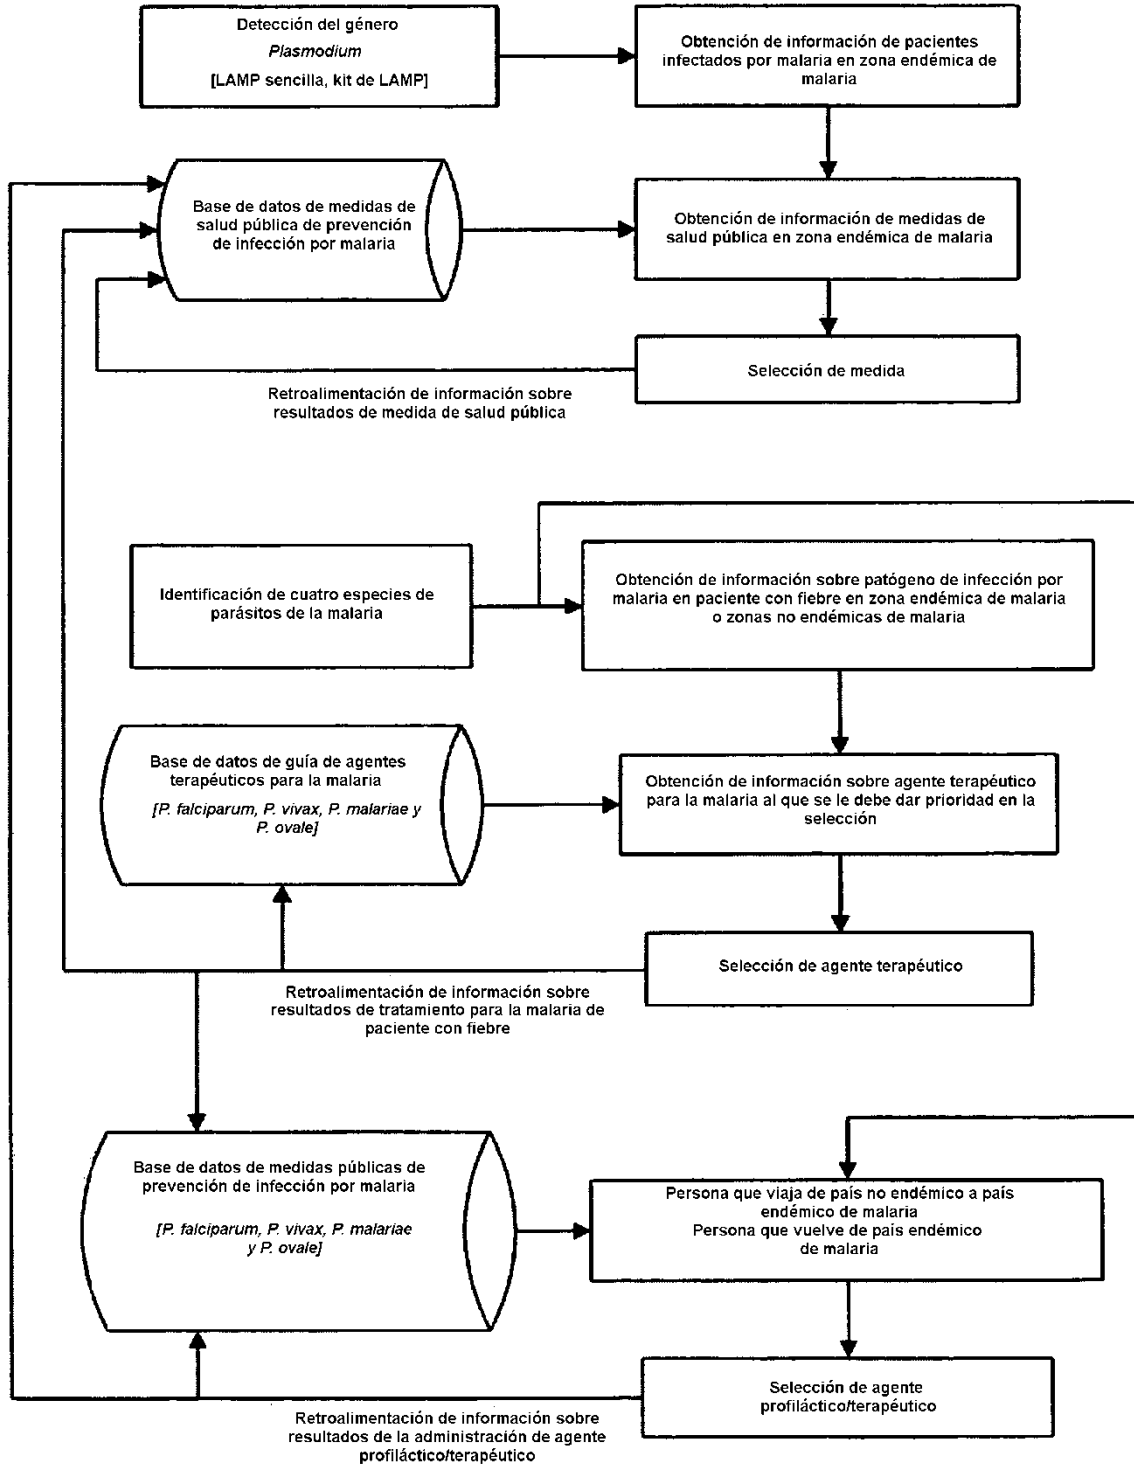 Detección del género
Plasmodium
[LAMP sencilla, kit de LAMP]
Obtención de información de pacientes
infectados por malaria en zona endémica de
malaria
Base de datos de medidas de
salud pública de prevención
de infección por malaria
Obtención de información de medidas de
salud pública en zona endémica de malaria
Selección de medida
Retroalimentación de información sobre
resultados de medida de salud pública
Identificación de cuatro especies de
parásitos de la malaria
Obtención de información sobre patógeno de infección por
malaria en paciente con fiebre en zona endémica de malaria
o zonas no endémicas de malaria
Base de datos de guía de agentes
terapéuticos para la malaria
[P. falciparum, P. vivax, P. malariae y
P. ovale]
Obtención de información sobre agente terapéutico
para la malaria al que se le debe dar prioridad en la
selección
Selección de agente terapéutico
Retroalimentación de información sobre
resultados de tratamiento para la malaria de
paciente con fiebre
Base de datos de medidas públicas de
prevención de infección por malaria
[P. falciparum, P. vivax, P. malariae
y P. ovale]
Persona que viaja de país no endémico a país
endémico de malaria
Persona que vuelve de país endémico
de malaria
Selección de agente
profiláctico/terapéutico
Retroalimentación de información sobre
resultados de la administración de agente
profiláctico/terapéutico